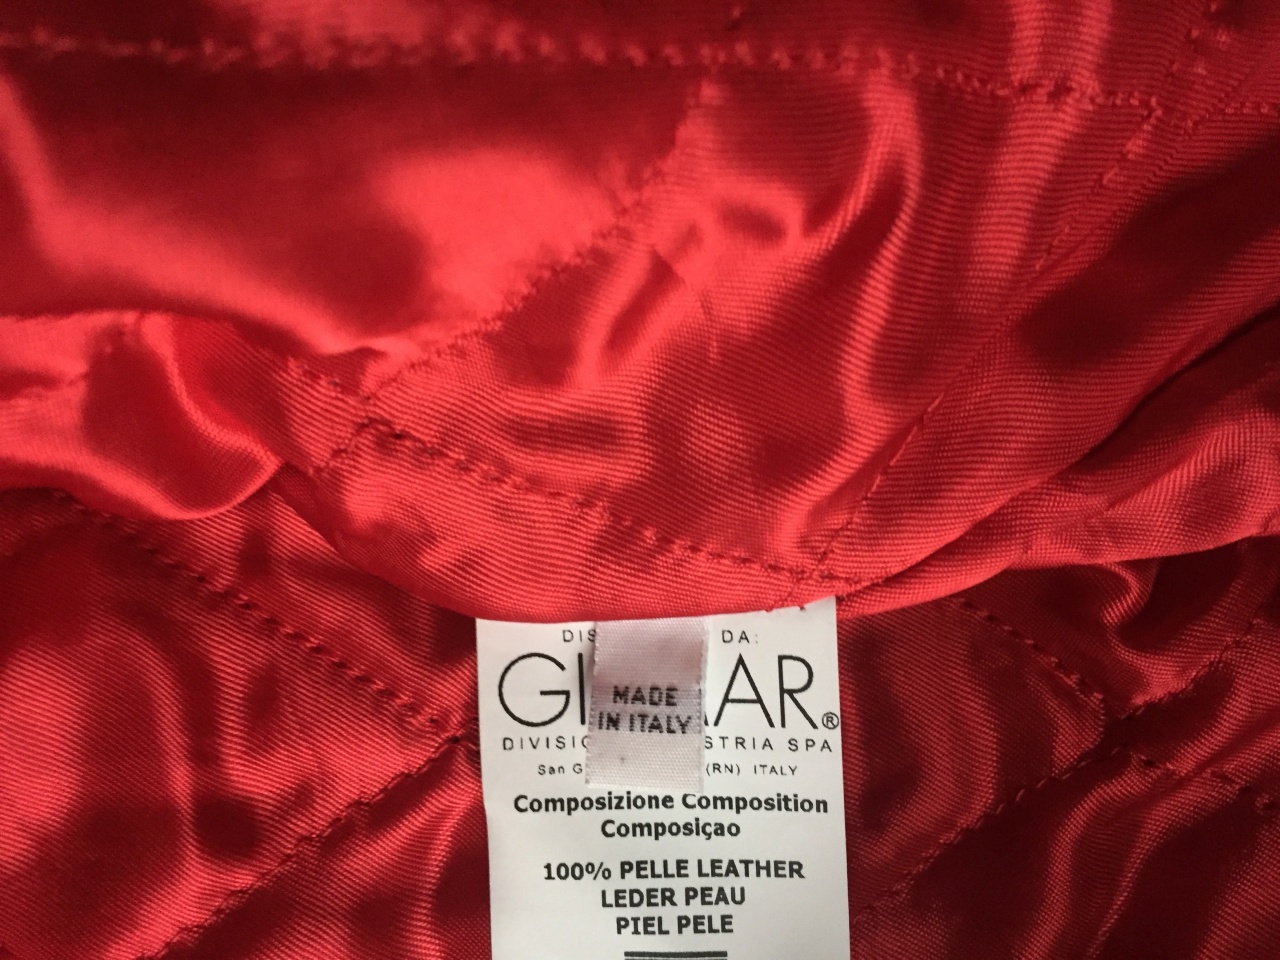 DIS DA:
GI AR®
MADE
IN ITALY
DIVISIO STRIA SPA
San G (RN) ITALY
Composizione Composition
Composiçao
100% PELLE LEATHER
LEDER PEAU
PIEL PELE